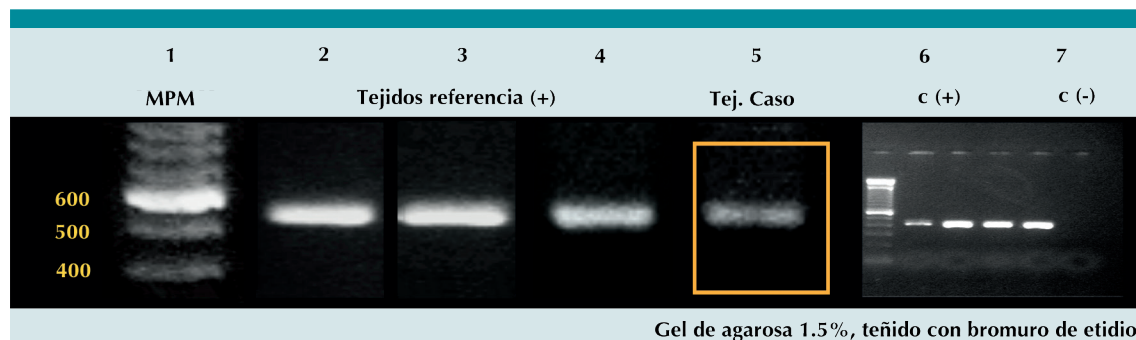 1 2 3 4 5 6 7
MPM Tejidos referencia (+) Tej. Caso c (+) c (-)
600
500
400
Gel de agarosa 1.5%, teñido con bromuro de etidio